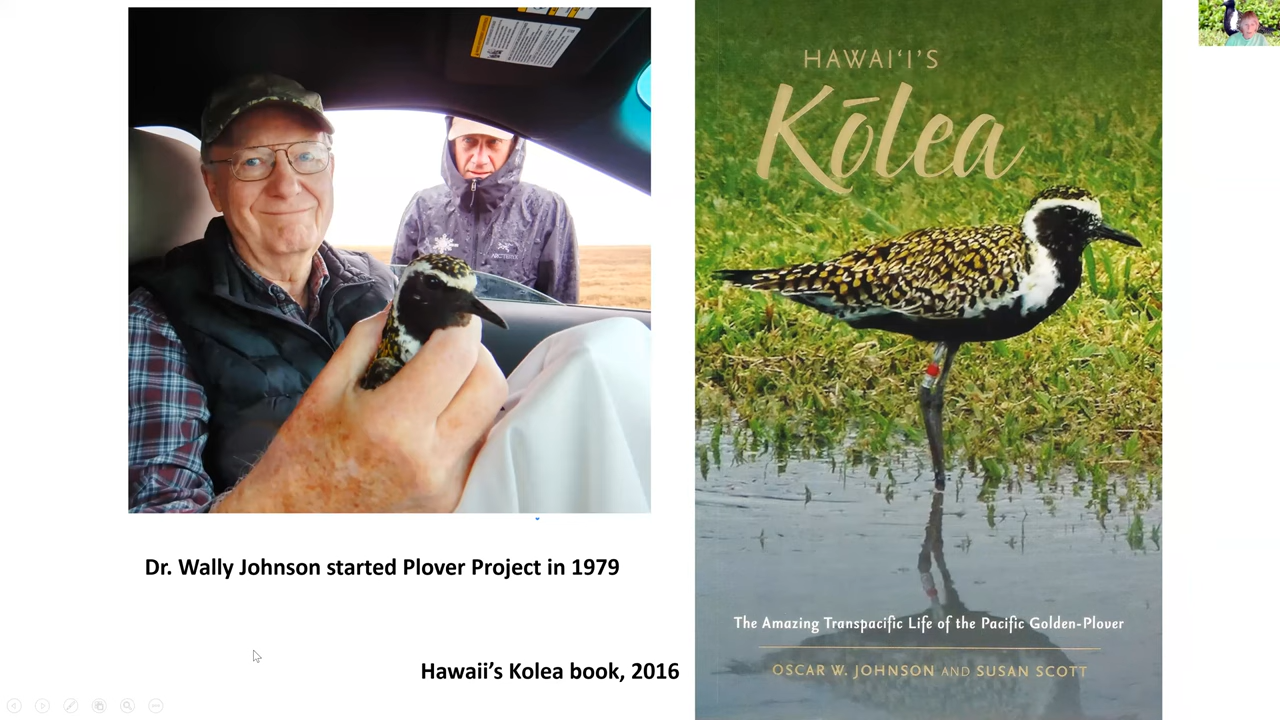 ARC'TERYX
Dr. Wally Johnson started Plover Project in 1979
Hawaii's Kolea book, 2016
HAWAIʻI'S
Kōlea
The Amazing Transpacific Life of the Pacific Golden-Plover
OSCAR W. JOHNSON AND SUSAN SCOTT